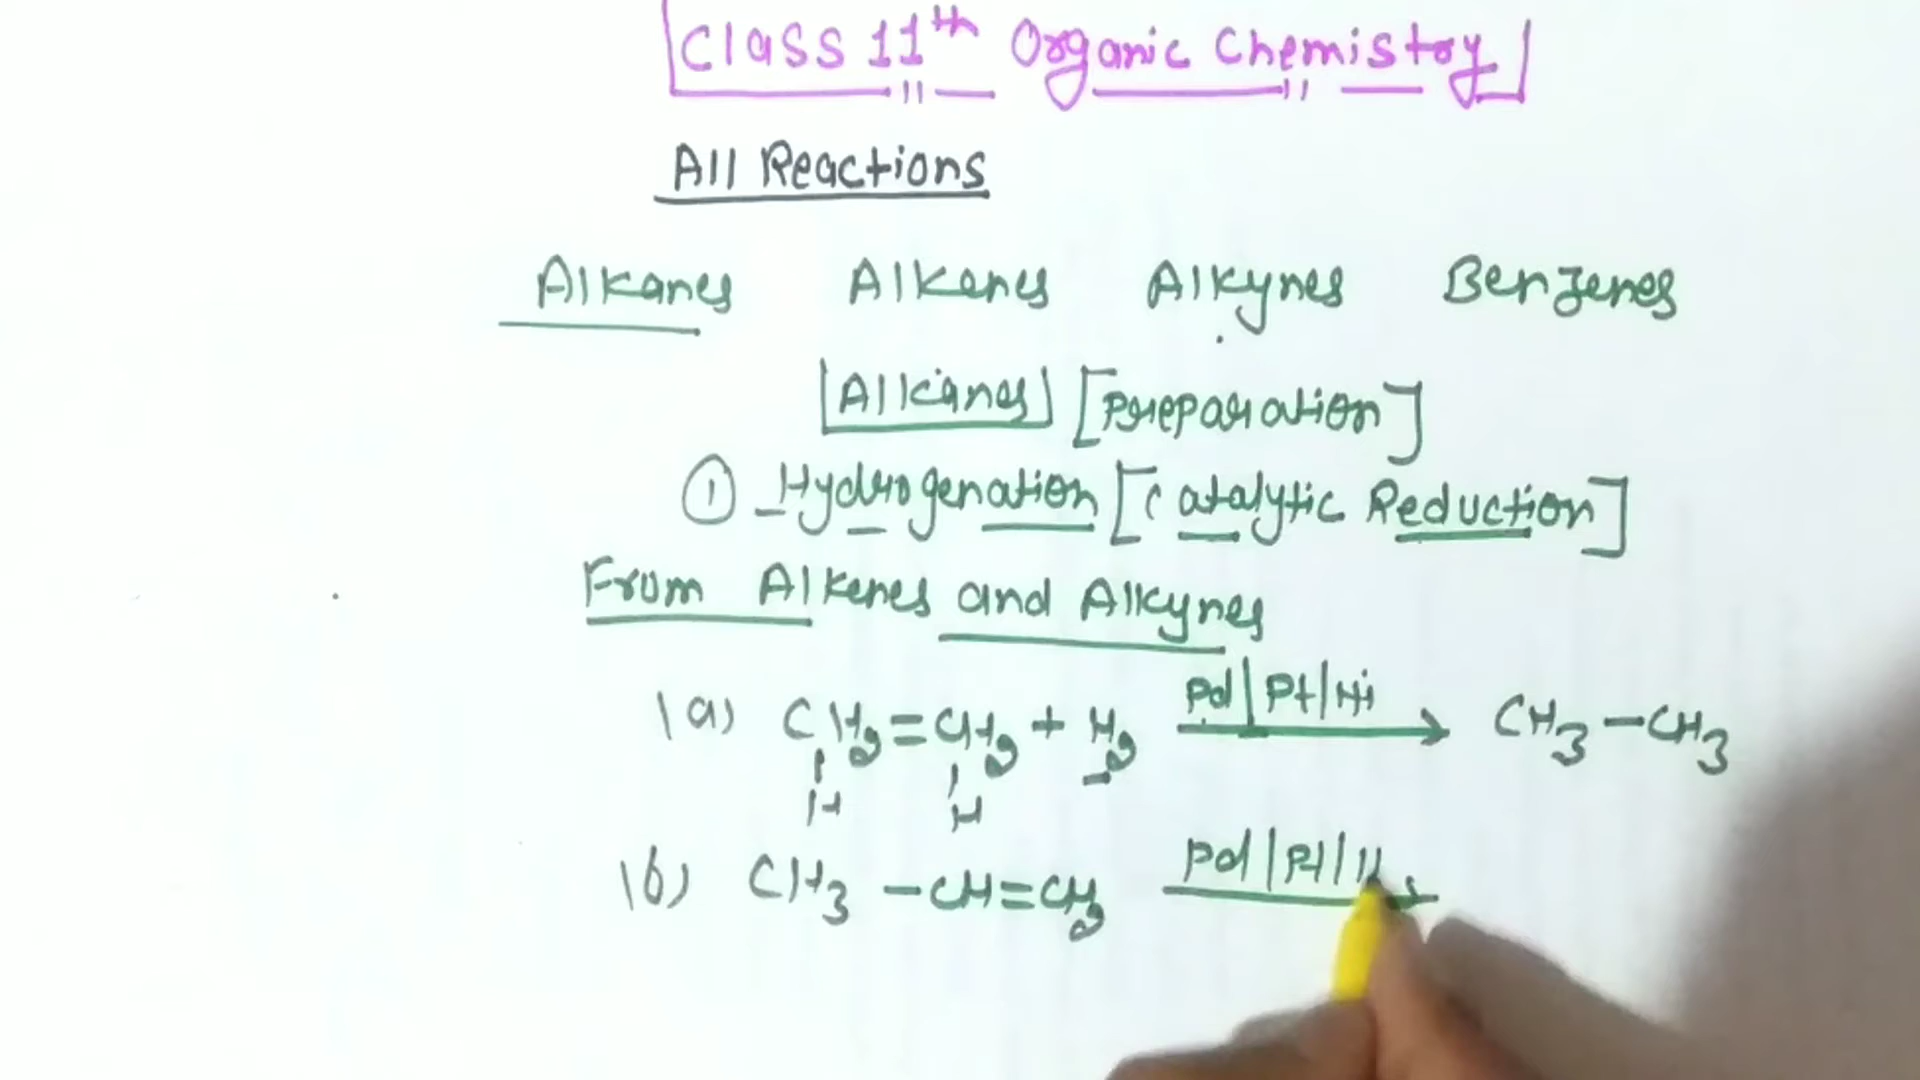 Class 11th Organic Chemistry
All Reactions
Alkanes Alkenes Alkynes Benzenes
[Alkanes] [Preparation]
① Hydrogenation [Catalytic Reduction]
From Alkenes and Alkynes
(a) CH2=CH2 + H2 Pd|Pt|Ni → CH3-CH3
H H
(b) CH3-CH=CH2 Pd|Pt| →